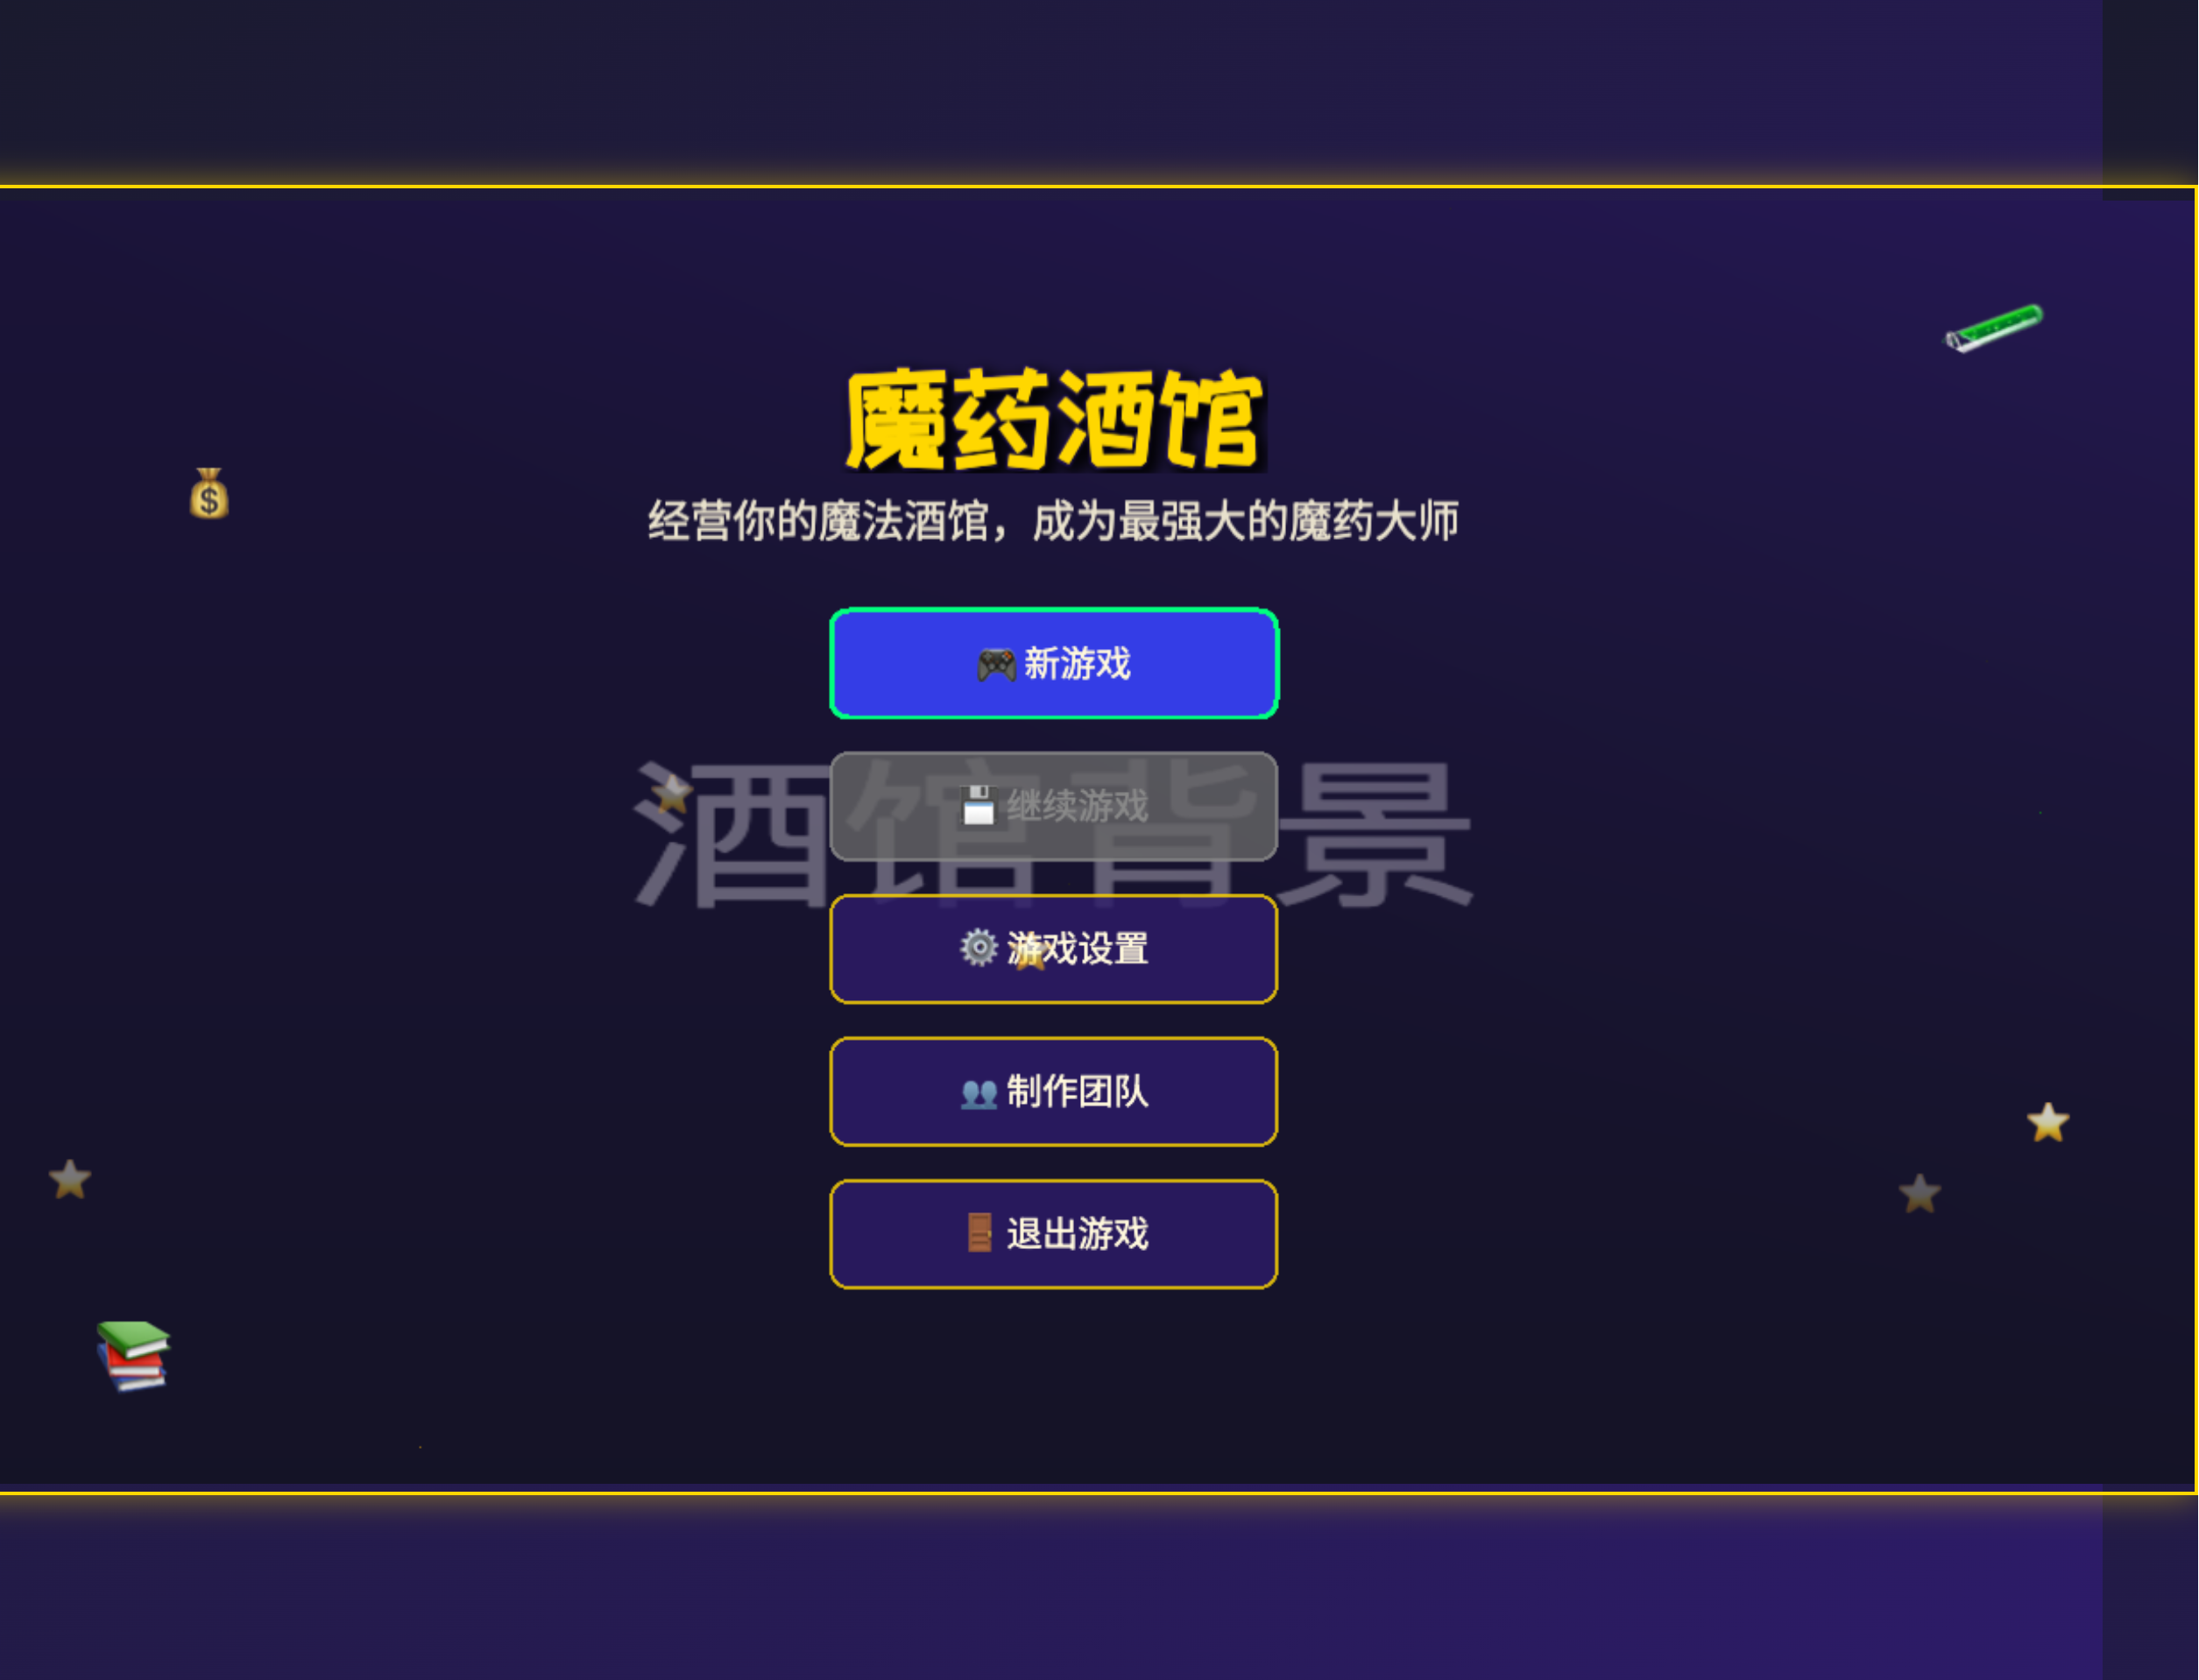 魔药酒馆
经营你的魔法酒馆，成为最强大的魔药大师
新游戏
酒馆背景
继续游戏
游戏设置
制作团队
退出游戏